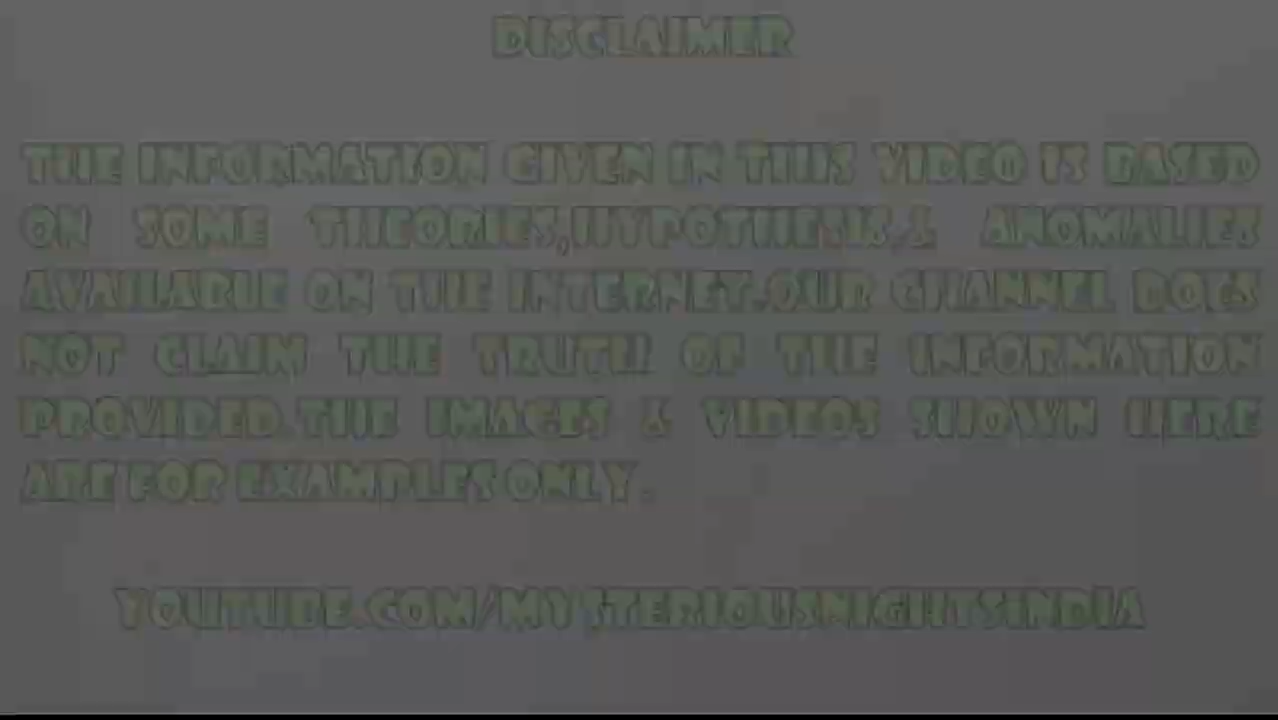 DISCLAIMER
THE INFORMATION GIVEN IN THIS VIDEO IS BASED
ON SOME THEORIES,HYPOTHESIS,& ANOMALIES
AVAILABLE ON THE INTERNET.OUR CHANNEL DOES
NOT CLAIM THE TRUTH OF THE INFORMATION
PROVIDED.THE IMAGES & VIDEOS SHOWN HERE
ARE FOR EXAMPLES ONLY.
YOUTUBE.COM/MYSTERIOUSNIGHTSINDIA